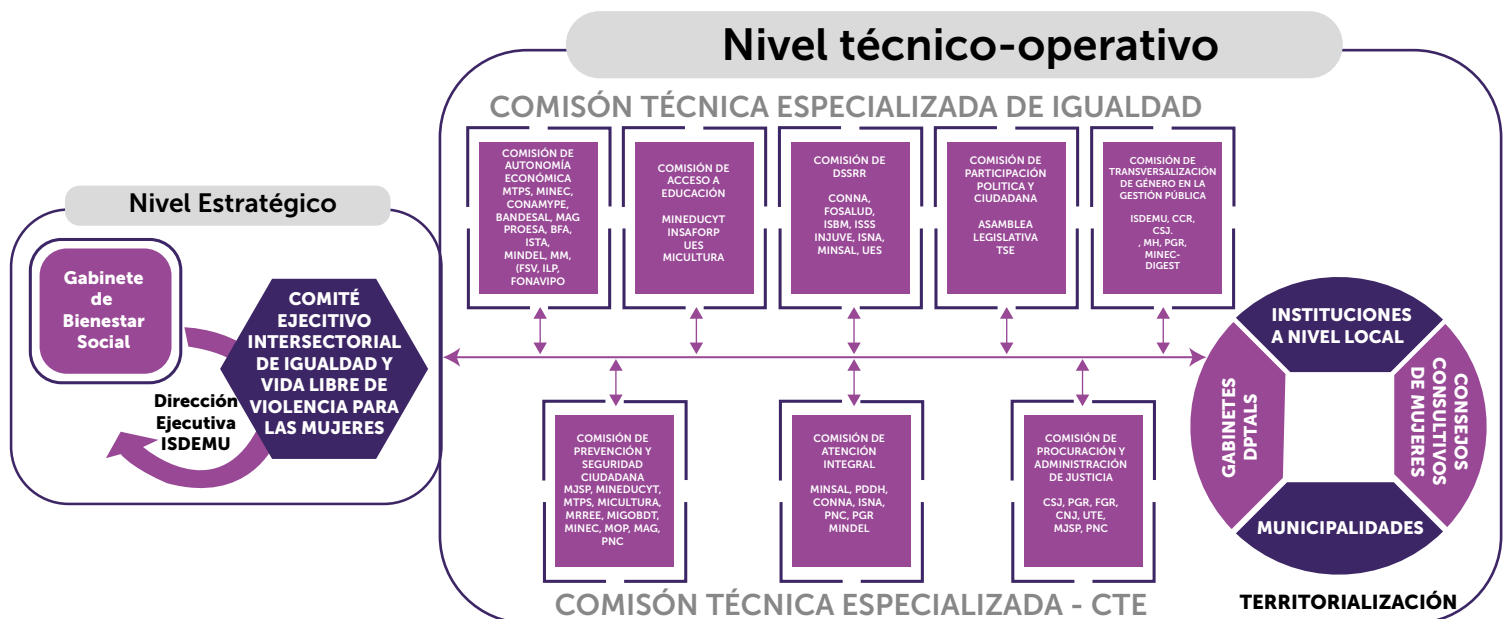 Nivel Estratégico
Gabinete
de
Bienestar
Social
COMITÉ
EJECITIVO
INTERSECTORIAL
DE IGUALDAD Y
VIDA LIBRE DE
VIOLENCIA PARA
LAS MUJERES
Dirección
Ejecutiva
ISDEMU
Nivel técnico-operativo
COMISÓN TÉCNICA ESPECIALIZADA DE IGUALDAD
COMISIÓN DE
AUTONOMÍA
ECONÓMICA
MTPS, MINEC,
CONAMYPE,
BANDESAL, MAG
PROESA, BFA,
ISTA,
MINDEL, MM,
(FSV, ILP,
FONAVIPO
COMISIÓN DE
ACCESO A
EDUCACIÓN
MINEDUCYT
INSAFORP
UES
MICULTURA
COMISIÓN DE
DSSRR
CONNA,
FOSALUD,
ISBM, ISSS
INJUVE, ISNA,
MINSAL, UES
COMISIÓN DE
PARTICIPACIÓN
POLITICA Y
CIUDADANA
ASAMBLEA
LEGISLATIVA
TSE
COMISIÓN DE
TRANSVERSALIZACIÓN
DE GÉNERO EN LA
GESTIÓN PÚBLICA
ISDEMU, CCR,
CSJ.
, MH, PGR,
MINEC-
DIGEST
COMISIÓN DE
PREVENCIÓN Y
SEGURIDAD
CIUDADANA
MJSP, MINEDUCYT,
MTPS, MICULTURA,
MRREE, MIGOBDT,
MINEC, MOP, MAG,
PNC
COMISIÓN DE
ATENCIÓN
INTEGRAL
MINSAL, PDDH,
CONNA, ISNA,
PNC, PGR
MINDEL
COMISIÓN DE
PROCURACIÓN Y
ADMINISTRACIÓN
DE JUSTICIA
CSJ, PGR, FGR,
CNJ, UTE,
MJSP, PNC
COMISÓN TÉCNICA ESPECIALIZADA - CTE
INSTITUCIONES
A NIVEL LOCAL
GABINETES
DPTALS
CONSEJOS
CONSULTIVOS
DE MUJERES
MUNICIPALIDADES
TERRITORIALIZACIÓN